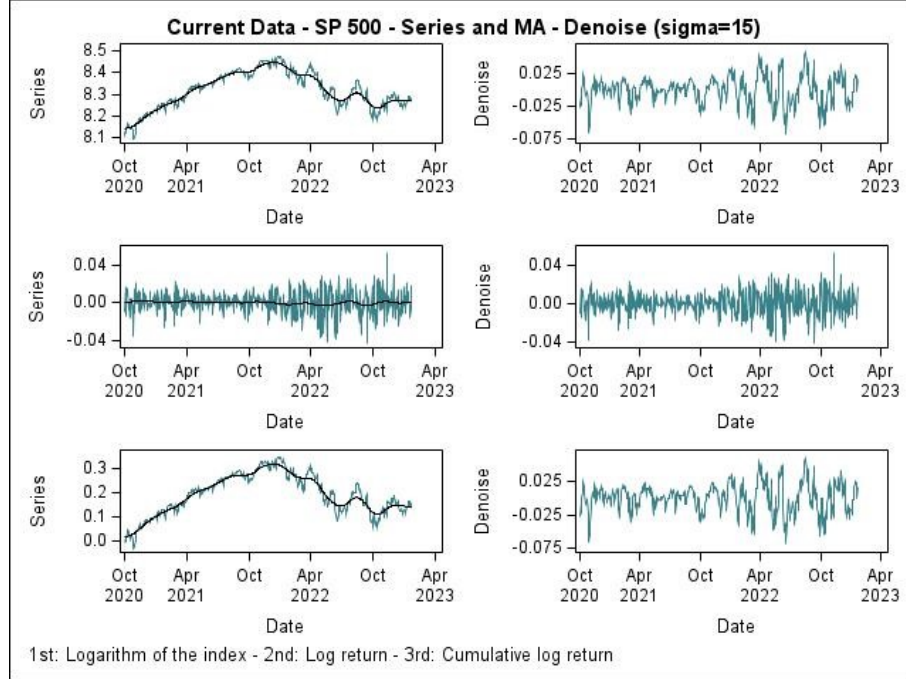 Current Data - SP 500 - Series and MA - Denoise (sigma=15)
Series
8.5
8.4
8.3
8.2
8.1
Oct Apr Oct Apr Oct Apr
2020 2021 2022 2023
Date
Denoise
0.025
-0.025
-0.075
Oct Apr Oct Apr Oct Apr
2020 2021 2022 2023
Date
Series
0.04
0.00
-0.04
Oct Apr Oct Apr Oct Apr
2020 2021 2022 2023
Date
Denoise
0.04
0.00
-0.04
Oct Apr Oct Apr Oct Apr
2020 2021 2022 2023
Date
Series
0.3
0.2
0.1
0.0
Oct Apr Oct Apr Oct Apr
2020 2021 2022 2023
Date
Denoise
0.025
-0.025
-0.075
Oct Apr Oct Apr Oct Apr
2020 2021 2022 2023
Date
1st: Logarithm of the index - 2nd: Log return - 3rd: Cumulative log return